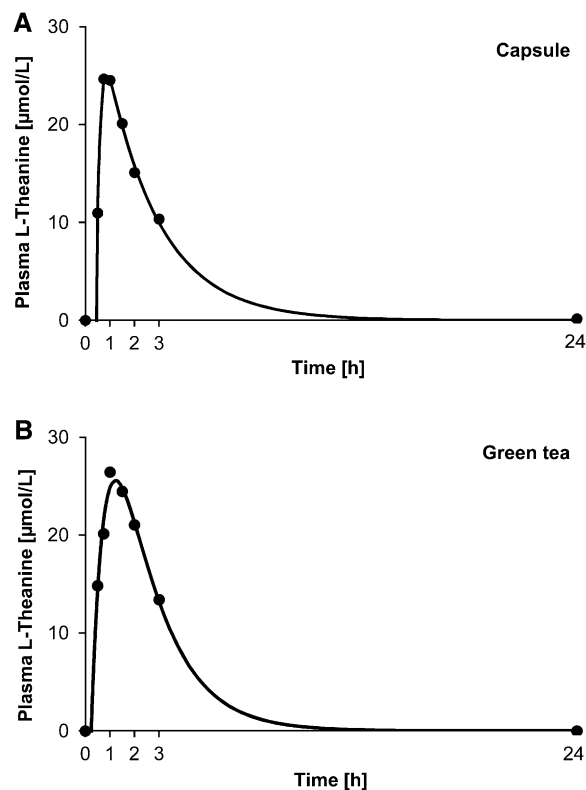 A
Capsule
Plasma L-Theanine [µmol/L]
30
20
10
0
0 1 2 3 24
Time [h]
B
Green tea
Plasma L-Theanine [µmol/L]
30
20
10
0
0 1 2 3 24
Time [h]